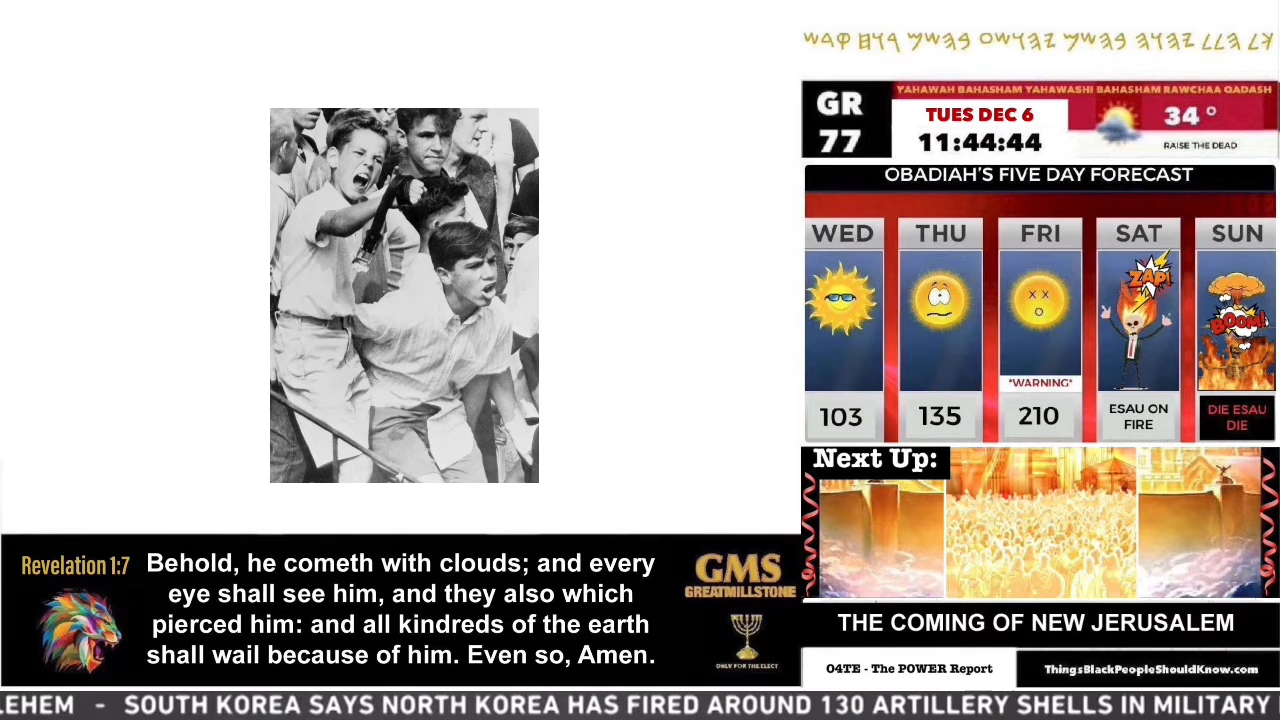 GR
77
YAHAWAH BAHASHAM YAHAWASHI BAHASHAM RAWCHAA QADASH
TUES DEC 6
11:44:44
34°
RAISE THE DEAD
OBADIAH'S FIVE DAY FORECAST
WED THU FRI SAT SUN
ZAP!
BOOM!
*WARNING*
103 135 210
ESAU ON
FIRE
DIE ESAU
DIE
Next Up:
THE COMING OF NEW JERUSALEM
04TE - The POWER Report
ThingsBlackPeopleShouldKnow.com
Revelation 1:7
Behold, he cometh with clouds; and every
eye shall see him, and they also which
pierced him: and all kindreds of the earth
shall wail because of him. Even so, Amen.
GMS
GREATMILLSTONE
ONLY FOR THE ELECT
LEHEM - SOUTH KOREA SAYS NORTH KOREA HAS FIRED AROUND 130 ARTILLERY SHELLS IN MILITARY